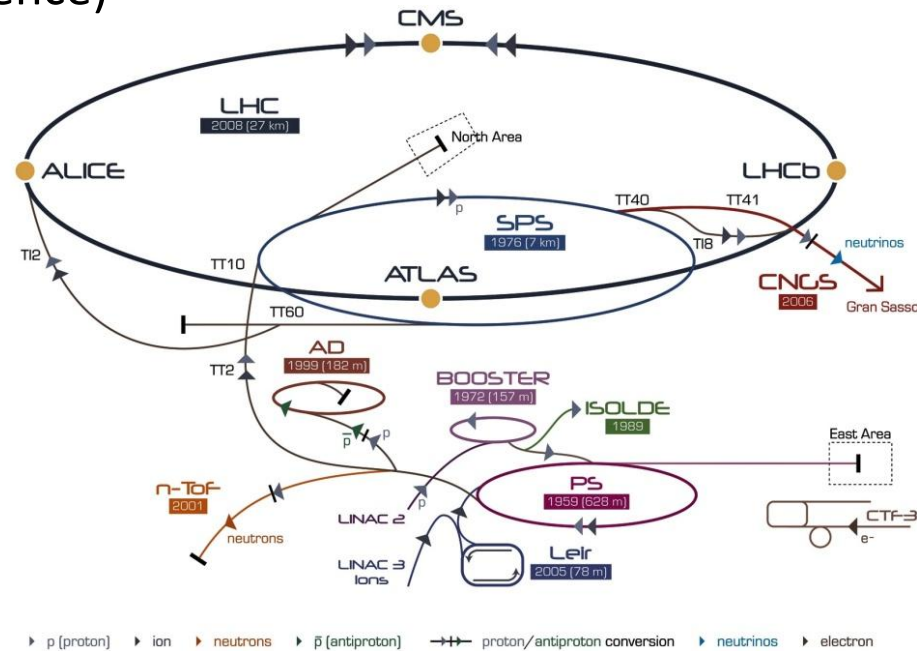 ence)
CMS
LHC
2008 (27 km)
North Area
ALICE
LHCb
TT40
TT41
p
SPS
1976 (7 km)
TI8
neutrinos
TI2
TT10
ATLAS
CNGS
2006
Gran Sasso
TT60
AD
1999 (182 m)
TT2
BOOSTER
1972 (157 m)
ISOLDE
1989
p̄
p
East Area
n-ToF
2001
PS
1959 (628 m)
p
LINAC 2
CTF-3
neutrons
e-
LINAC 3
Ions
Leir
2005 (78 m)
p (proton)
ion
neutrons
p̄ (antiproton)
proton/antiproton conversion
neutrinos
electron